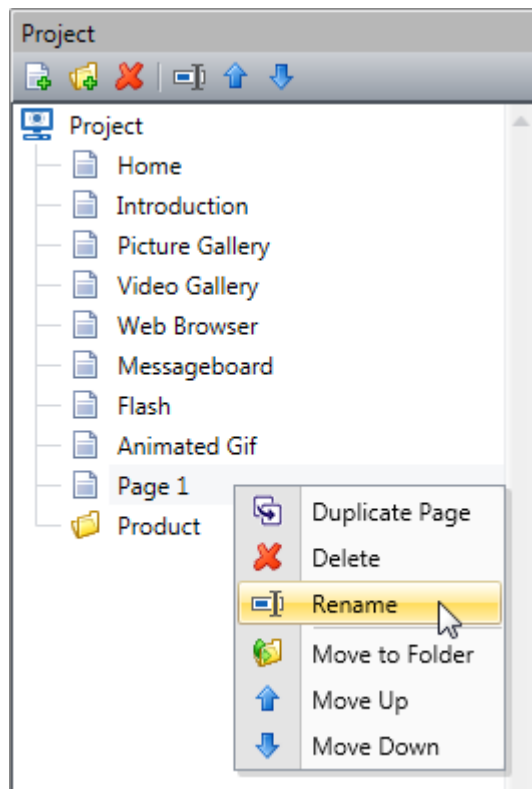 Project
Project
Home
Introduction
Picture Gallery
Video Gallery
Web Browser
Messageboard
Flash
Animated Gif
Page 1
Product
Duplicate Page
Delete
Rename
Move to Folder
Move Up
Move Down